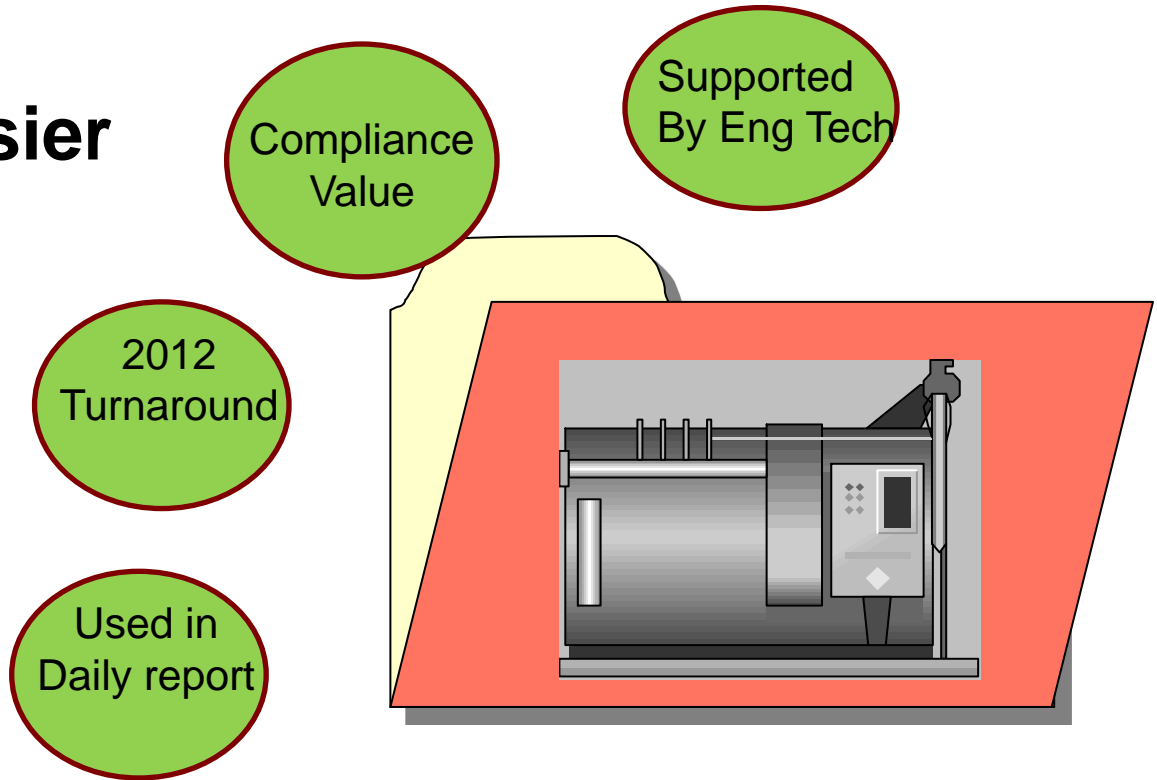 sier
Compliance
Value
Supported
By Eng Tech
2012
Turnaround
Used in
Daily report